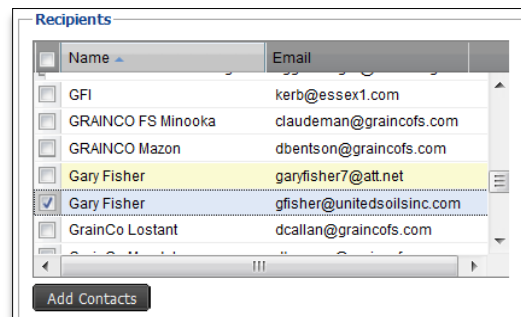 Recipients
Name Email
GFI kerb@essex1.com
GRAINCO FS Minooka claudeman@graincofs.com
GRAINCO Mazon dbentson@graincofs.com
Gary Fisher garyfisher7@att.net
Gary Fisher gfisher@unitedsoilsinc.com
GrainCo Lostant dcallan@graincofs.com
Add Contacts